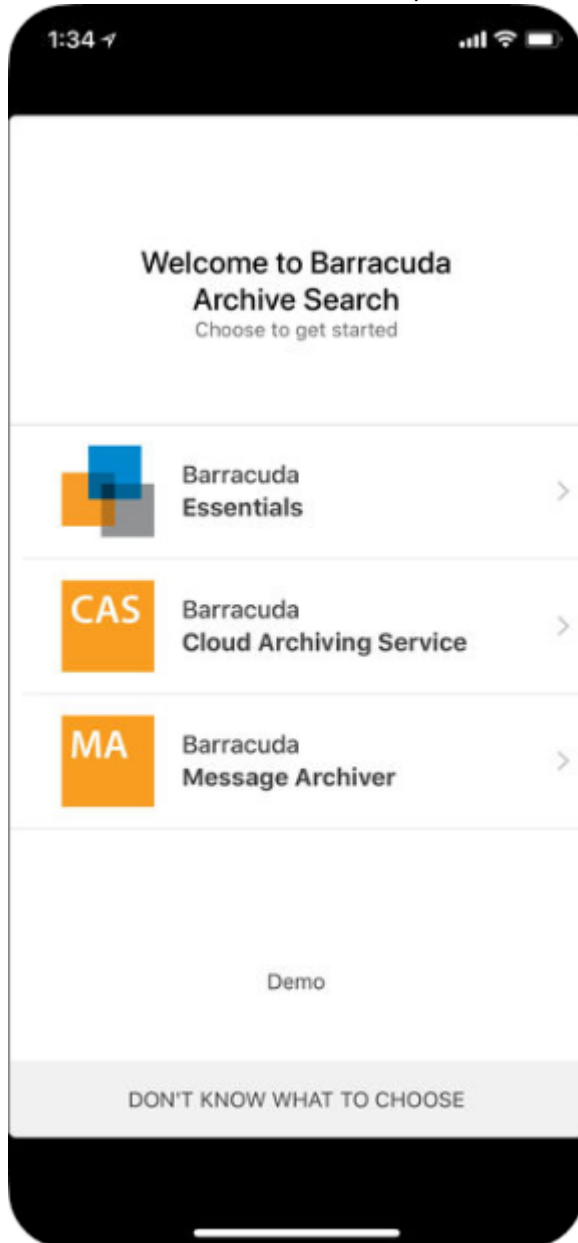 1:34
Welcome to Barracuda
Archive Search
Choose to get started
Barracuda
Essentials
CAS
Barracuda
Cloud Archiving Service
MA
Barracuda
Message Archiver
Demo
DON'T KNOW WHAT TO CHOOSE